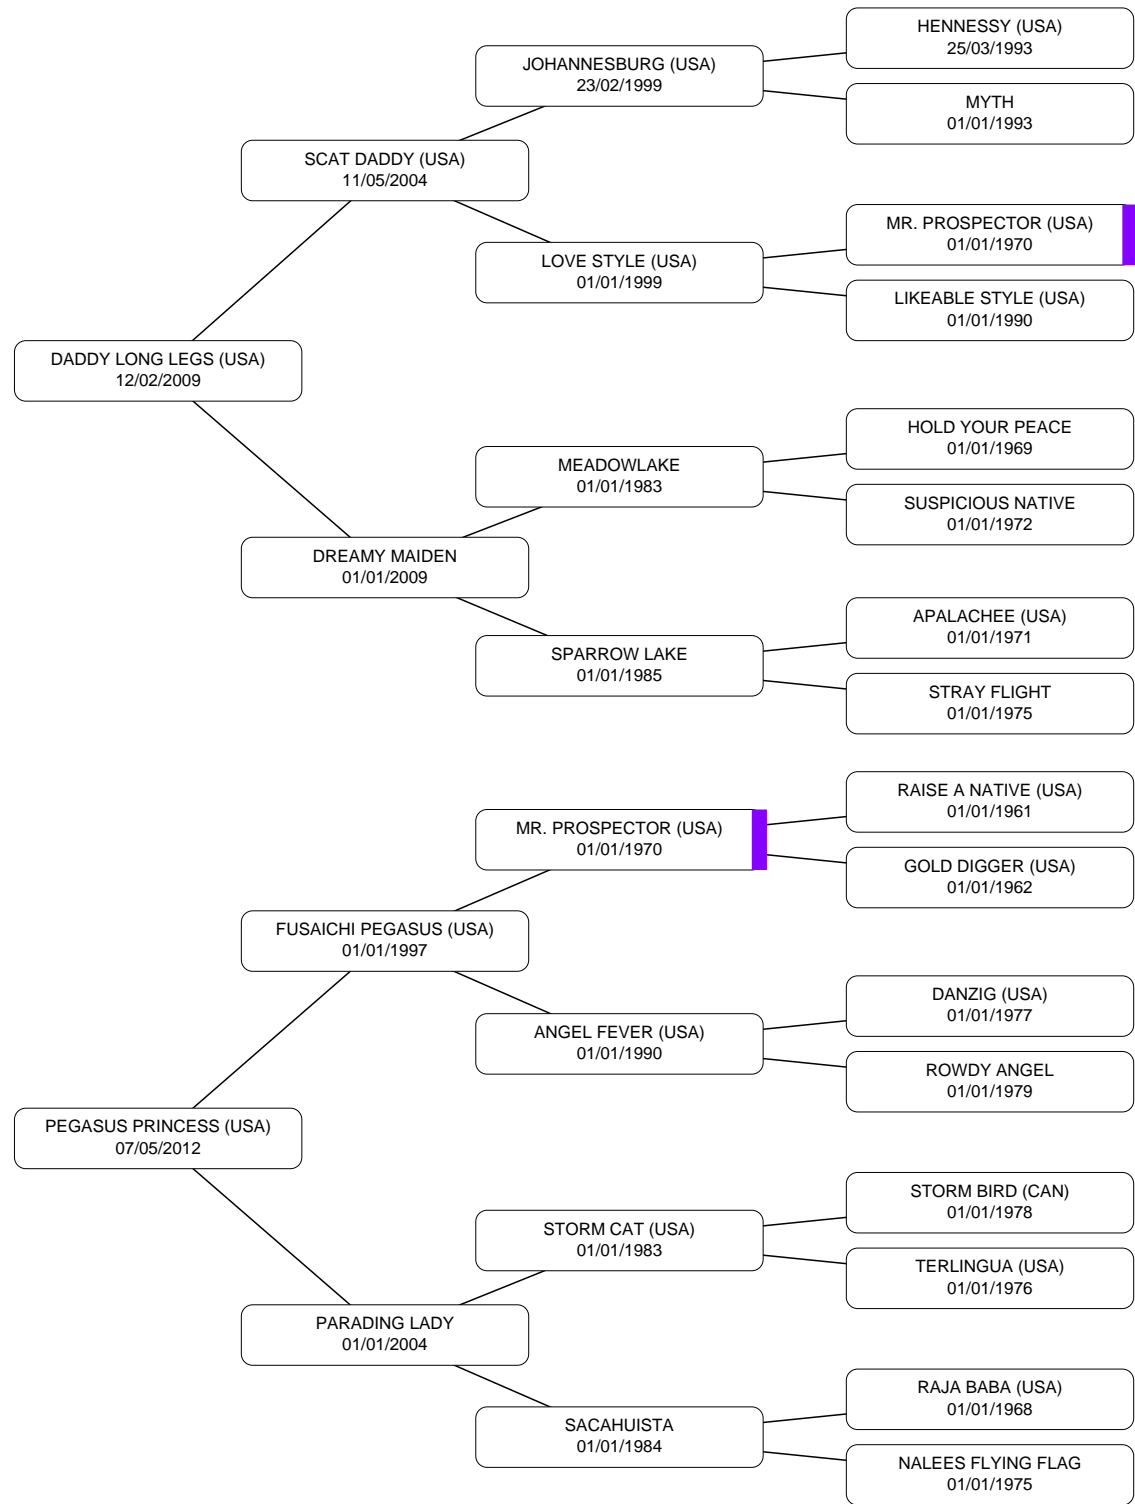 HENNESSY (USA)
25/03/1993
JOHANNESBURG (USA)
23/02/1999
MYTH
01/01/1993
SCAT DADDY (USA)
11/05/2004
MR. PROSPECTOR (USA)
01/01/1970
LOVE STYLE (USA)
01/01/1999
LIKEABLE STYLE (USA)
01/01/1990
DADDY LONG LEGS (USA)
12/02/2009
HOLD YOUR PEACE
01/01/1969
MEADOWLAKE
01/01/1983
SUSPICIOUS NATIVE
01/01/1972
DREAMY MAIDEN
01/01/2009
APALACHEE (USA)
01/01/1971
SPARROW LAKE
01/01/1985
STRAY FLIGHT
01/01/1975
RAISE A NATIVE (USA)
01/01/1961
MR. PROSPECTOR (USA)
01/01/1970
GOLD DIGGER (USA)
01/01/1962
FUSAICHI PEGASUS (USA)
01/01/1997
DANZIG (USA)
01/01/1977
ANGEL FEVER (USA)
01/01/1990
ROWDY ANGEL
01/01/1979
PEGASUS PRINCESS (USA)
07/05/2012
STORM BIRD (CAN)
01/01/1978
STORM CAT (USA)
01/01/1983
TERLINGUA (USA)
01/01/1976
PARADING LADY
01/01/2004
RAJA BABA (USA)
01/01/1968
SACAHUISTA
01/01/1984
NALEES FLYING FLAG
01/01/1975